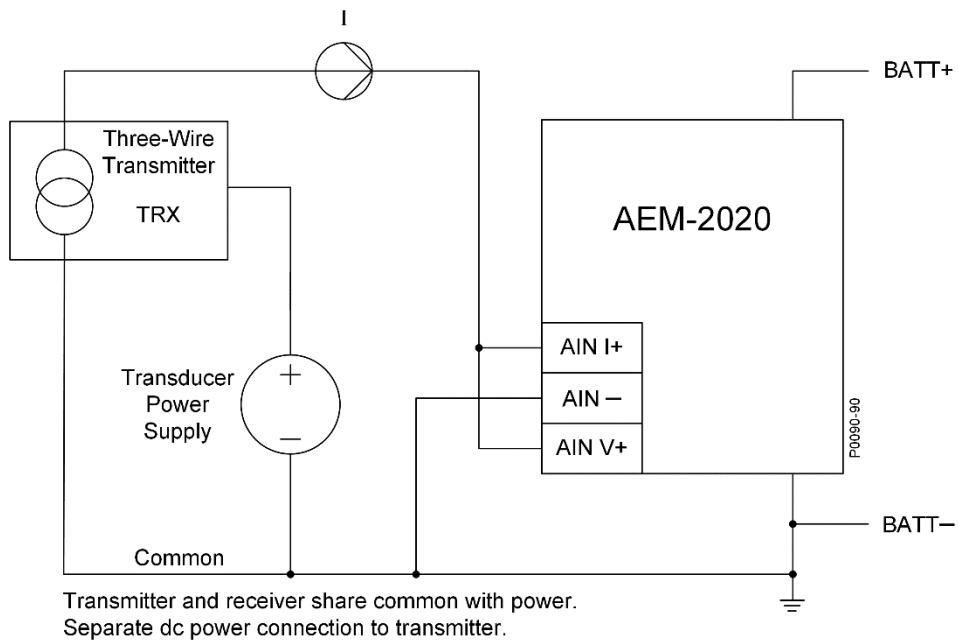 I
BATT+
Three-Wire
Transmitter
TRX
AEM-2020
AIN I+
Transducer
Power
Supply
+
−
AIN −
AIN V+
P0090-90
BATT−
Common
Transmitter and receiver share common with power.
Separate dc power connection to transmitter.